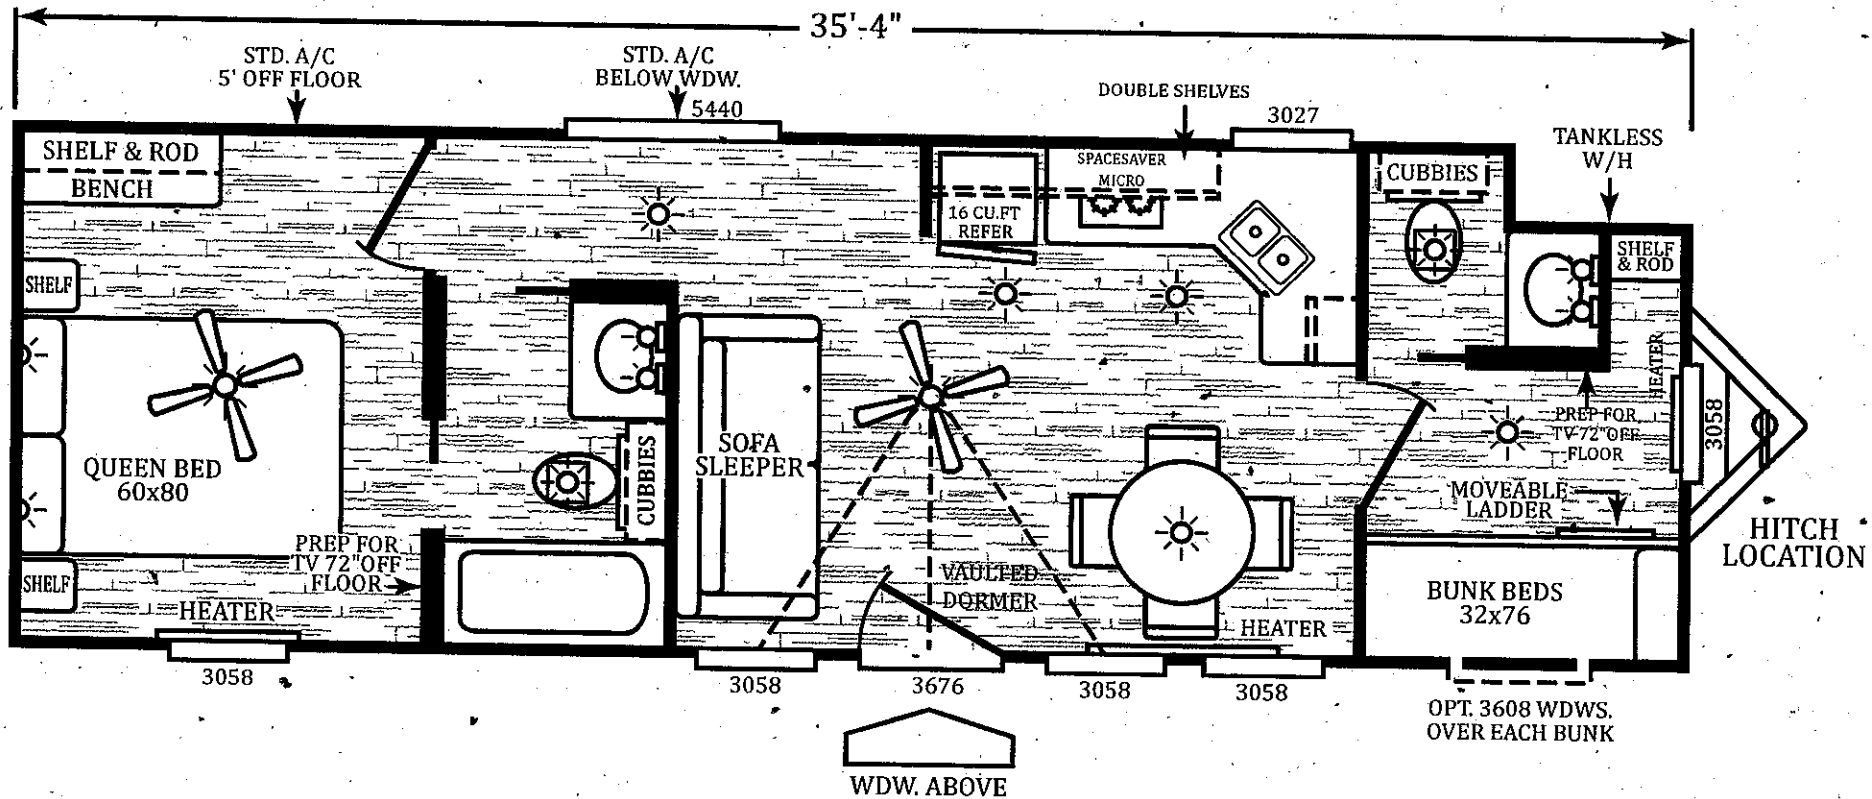 35'-4"
STD. A/C
5' OFF FLOOR
STD. A/C
BELOW WDW.
5440
DOUBLE SHELVES
3027
TANKLESS
W/H
SHELF & ROD
BENCH
SPACESAVER
MICRO
16 CU.FT
REFER
CUBBIES
SHELF
& ROD
SHELF
HEATER
3058
QUEEN BED
60x80
SOFA
SLEEPER
CUBBIES
PREP FOR
TV 72"OFF
FLOOR
MOVEABLE
LADDER
HITCH
LOCATION
SHELF
PREP FOR
TV 72"OFF
FLOOR
HEATER
VAULTED
DORMER
HEATER
BUNK BEDS
32x76
3058
3058
3676
3058
3058
OPT. 3608 WDWS.
OVER EACH BUNK
WDW. ABOVE